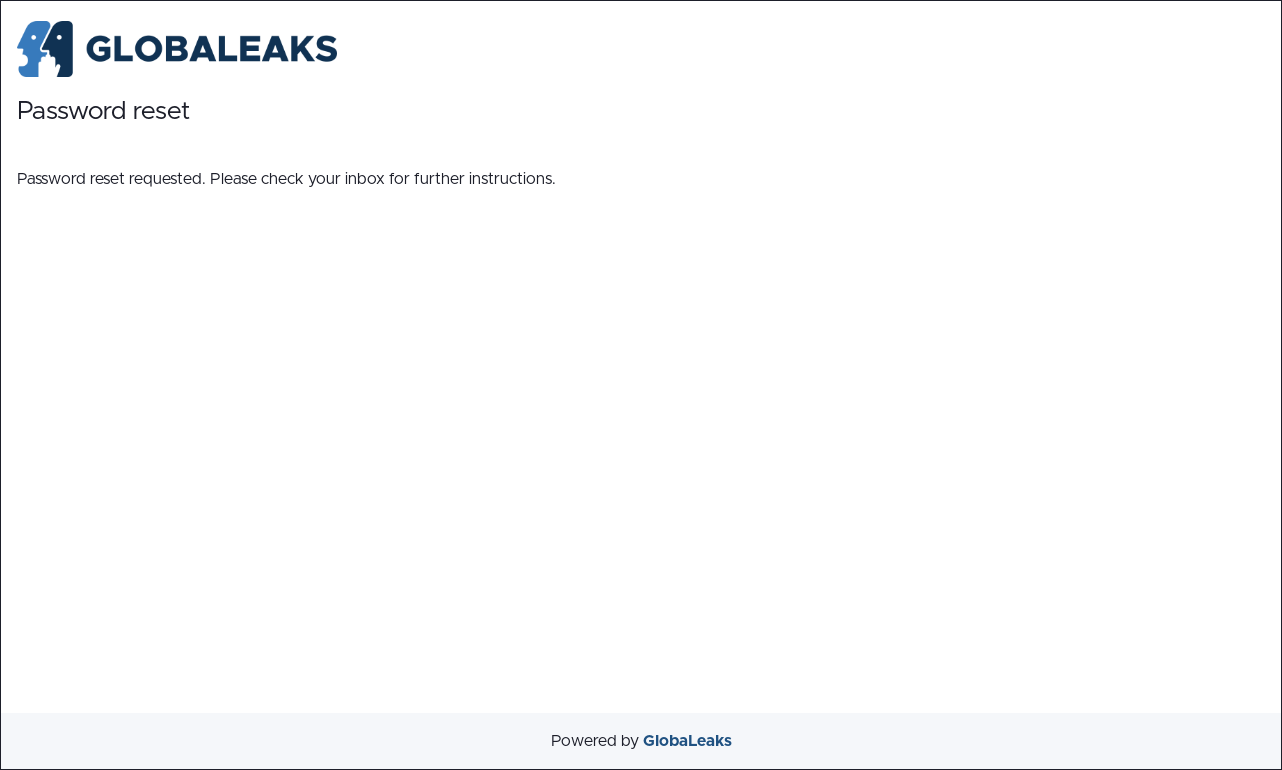 GLOBALEAKS
Password reset
Password reset requested. Please check your inbox for further instructions.
Powered by GlobaLeaks